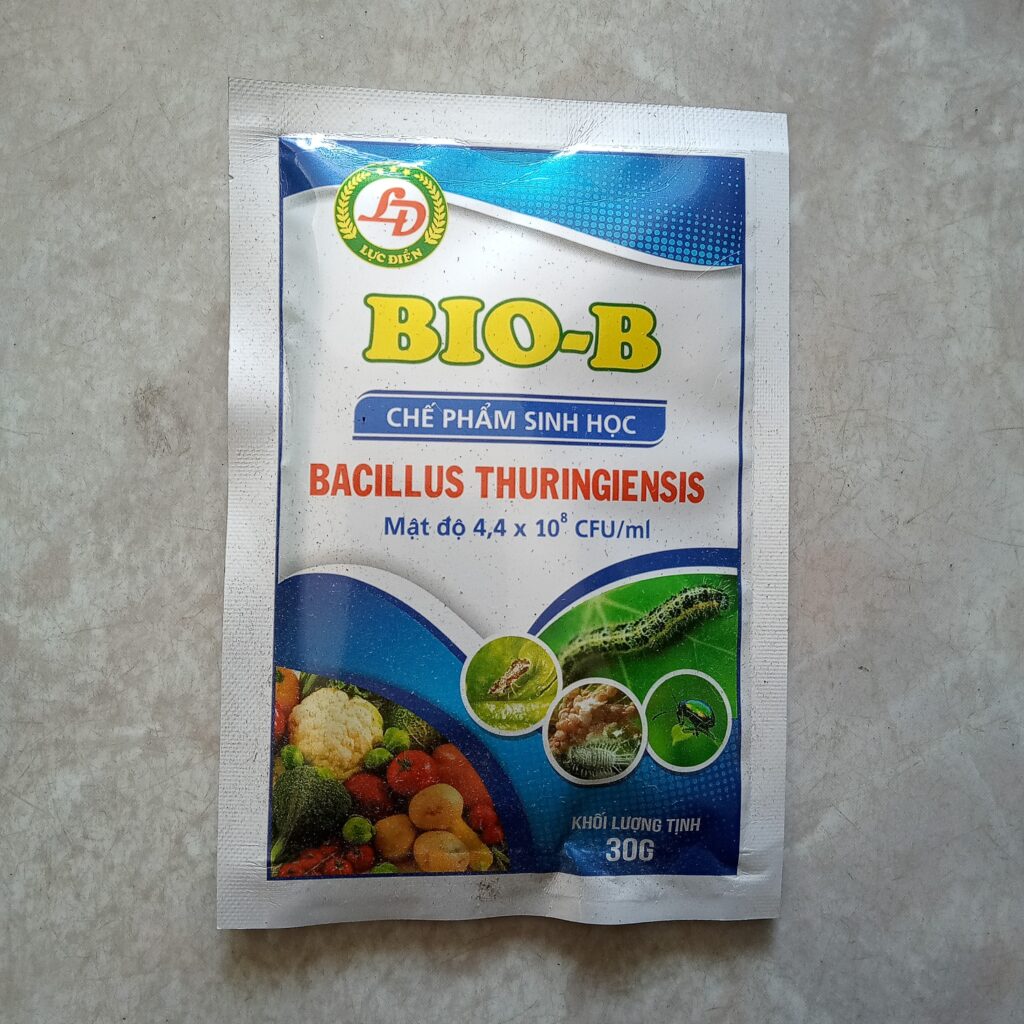 LD
LỰC ĐIỀN
BIO-B
CHẾ PHẨM SINH HỌC
BACILLUS THURINGIENSIS
Mật độ 4,4 x 10⁸ CFU/ml
KHỐI LƯỢNG TỊNH
30G